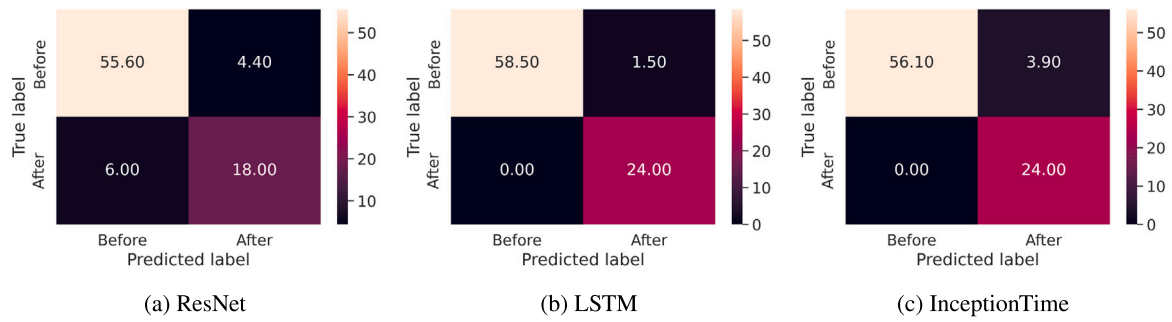 True label
Before
After
55.60
4.40
6.00
18.00
Before
After
Predicted label
50
40
30
20
10
(a) ResNet
True label
Before
After
58.50
1.50
0.00
24.00
Before
After
Predicted label
50
40
30
20
10
0
(b) LSTM
True label
Before
After
56.10
3.90
0.00
24.00
Before
After
Predicted label
50
40
30
20
10
0
(c) InceptionTime